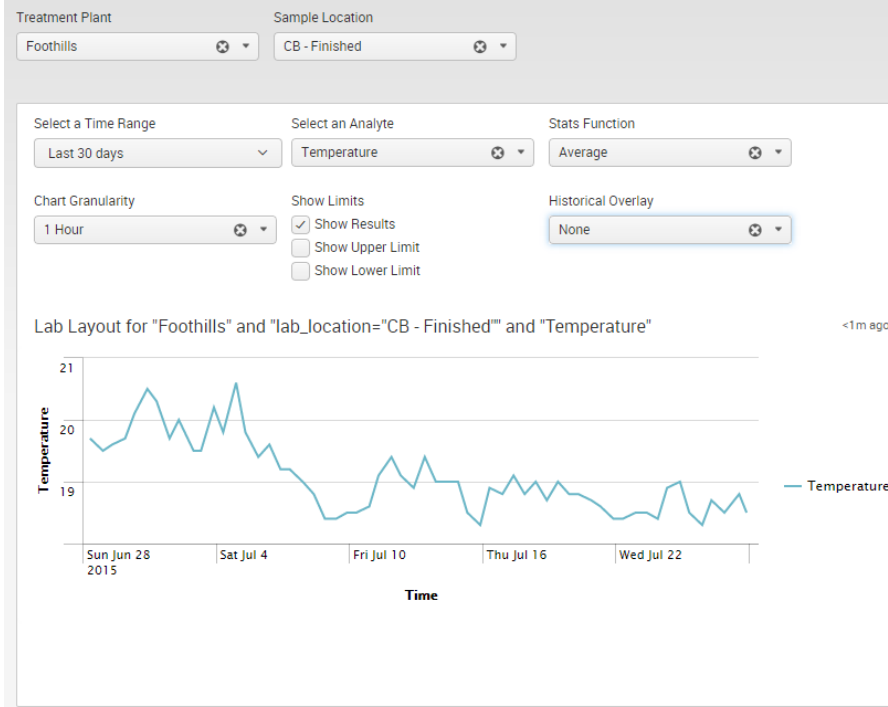 Treatment Plant
Sample Location
Foothills
CB - Finished
Select a Time Range
Select an Analyte
Stats Function
Last 30 days
Temperature
Average
Chart Granularity
Show Limits
Historical Overlay
1 Hour
Show Results
None
Show Upper Limit
Show Lower Limit
Lab Layout for "Foothills" and "lab_location="CB - Finished"" and "Temperature"
<1m ago
21
20
19
Temperature
Temperature
Sun Jun 28
2015
Sat Jul 4
Fri Jul 10
Thu Jul 16
Wed Jul 22
Time